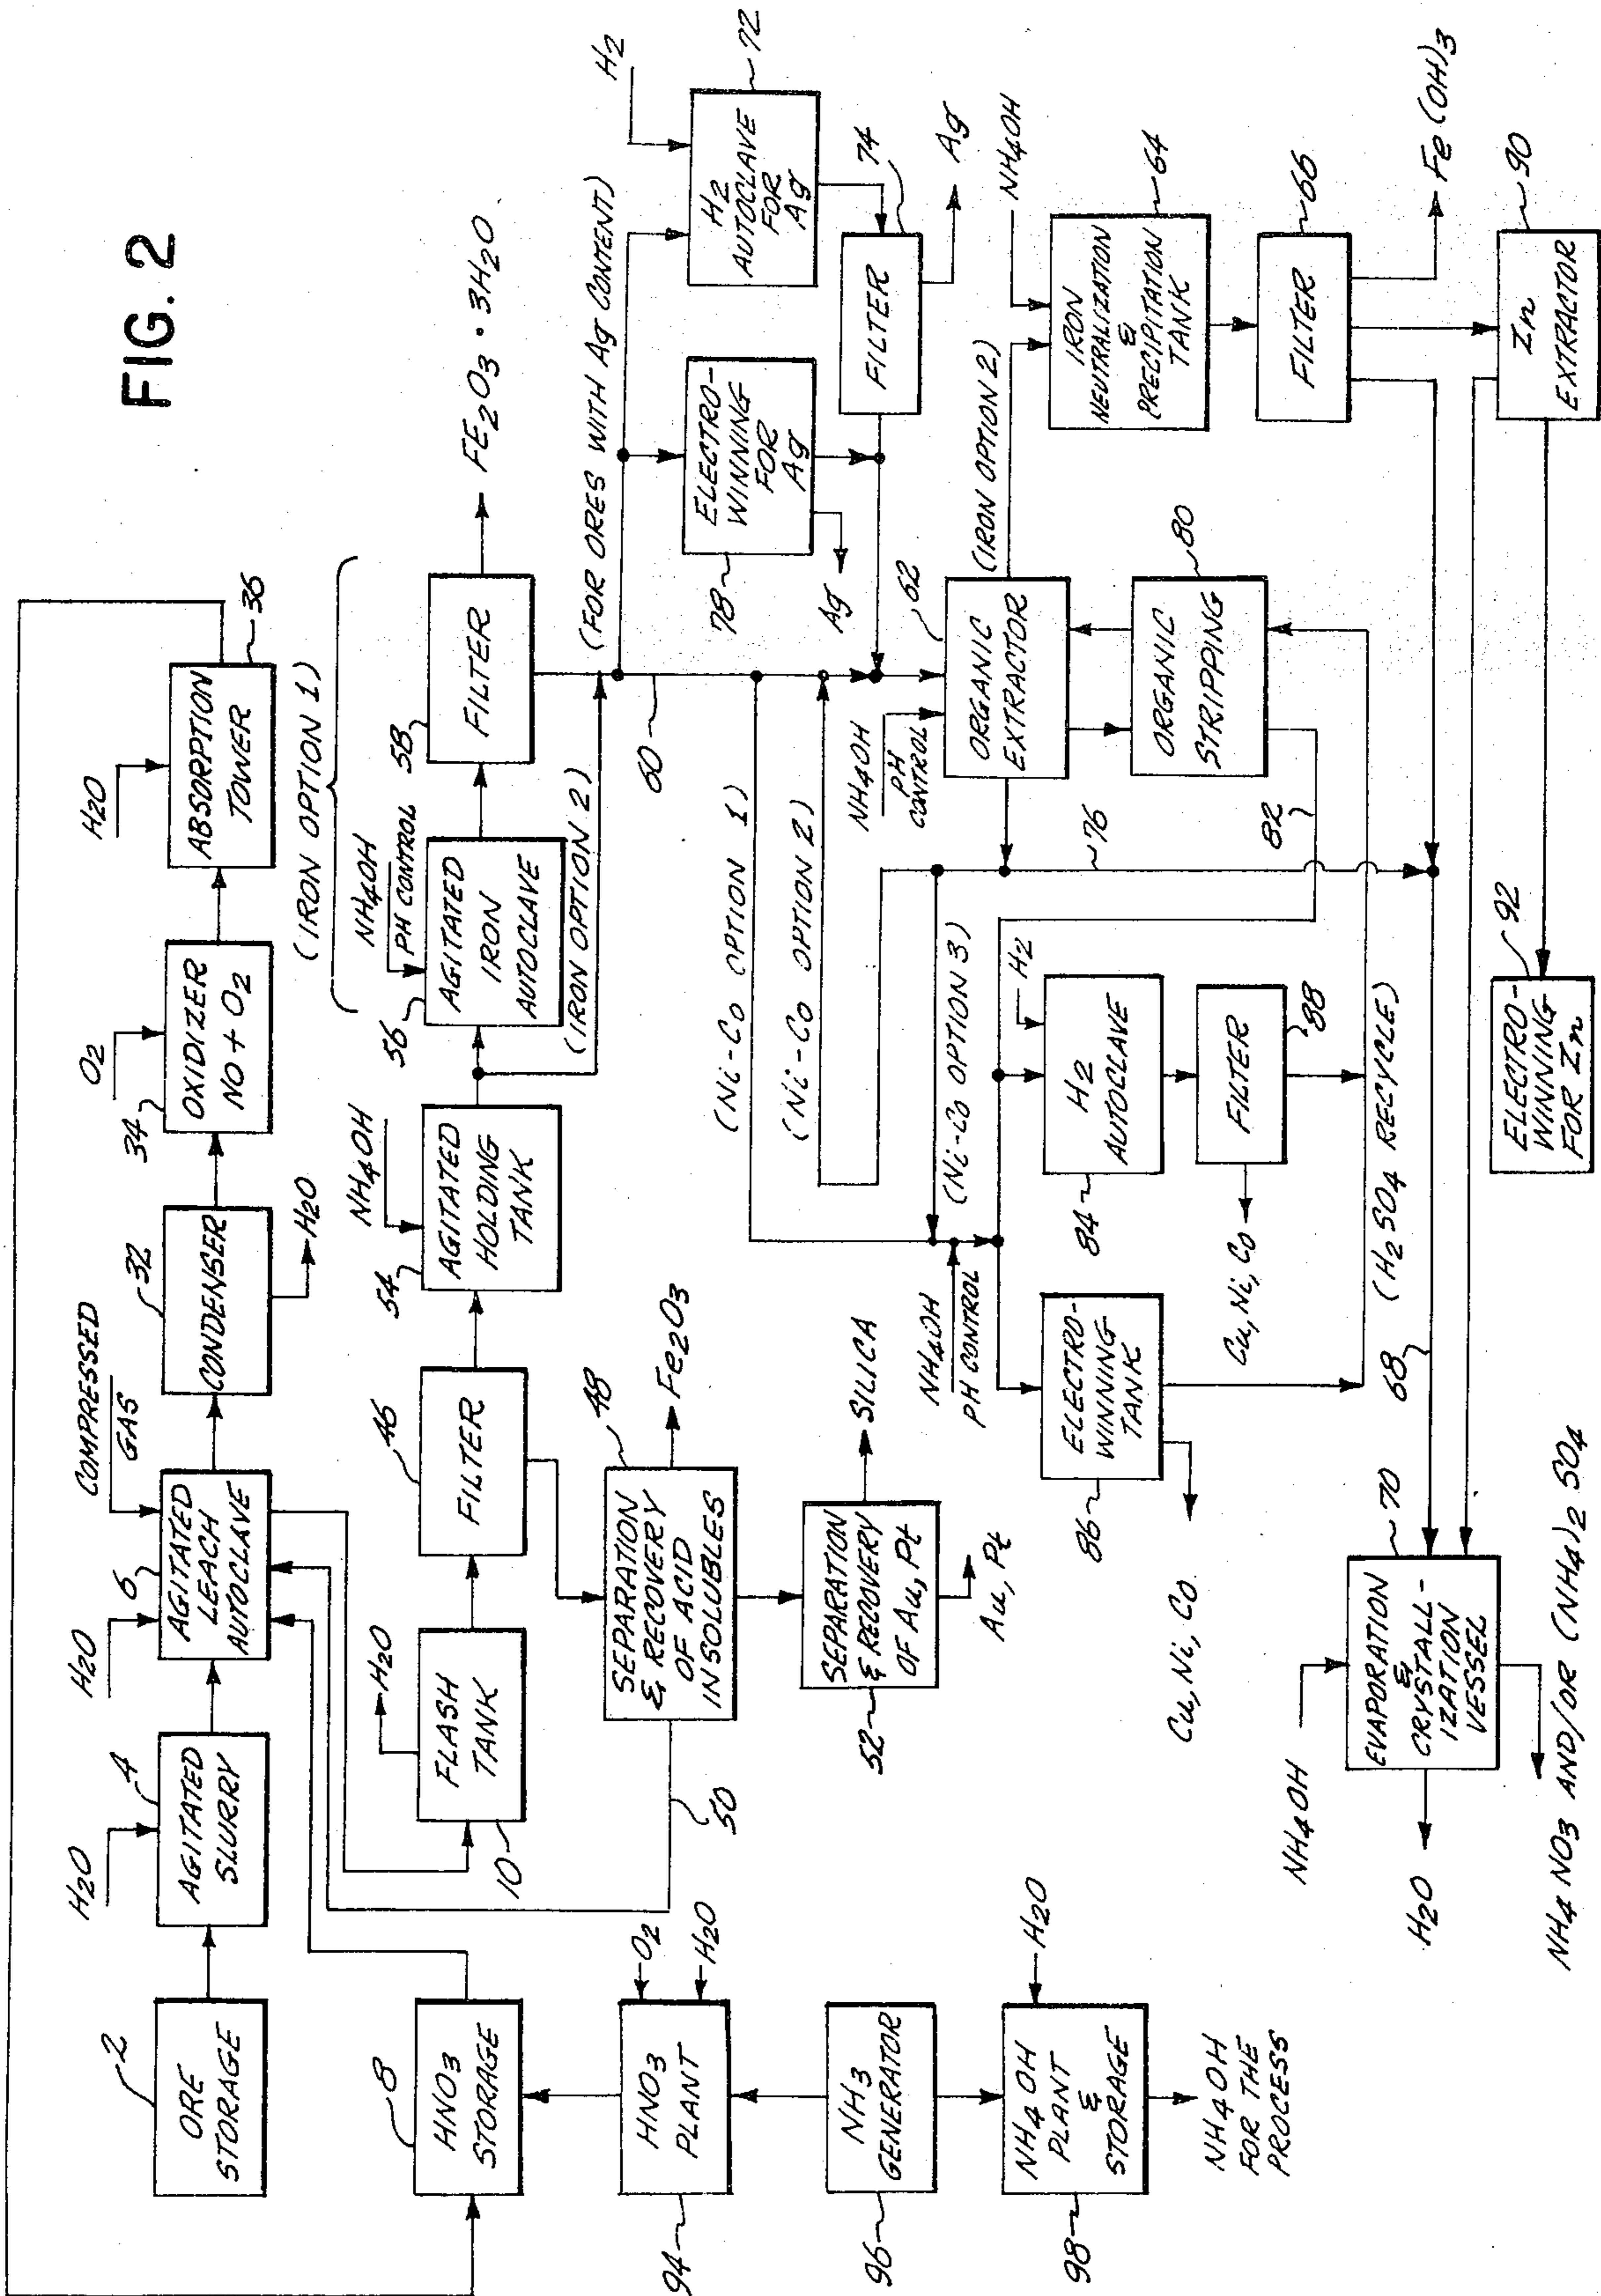 FIG. 2
H2O
ABSORPTION
TOWER
36
O2
OXIDIZER
NO + O2
34
CONDENSER
32
H2O
COMPRESSED
GAS
H2O
AGITATED
LEACH
AUTOCLAVE
6
H2O
AGITATED
SLURRY
4
ORE
STORAGE
2
(IRON OPTION 1)
FILTER
58
FE2O3 • 3H2O
NH4OH
PH CONTROL
AGITATED
IRON
AUTOCLAVE
56
(IRON OPTION 2)
NH4OH
AGITATED
HOLDING
TANK
54
FILTER
46
H2O
FLASH
TANK
10
HNO3
STORAGE
8
SEPARATION
& RECOVERY
OF ACID
INSOLUBLES
48
Fe2O3
50
SEPARATION
& RECOVERY
OF Au, Pt
52
SILICA
Au, Pt
HNO3
PLANT
94
O2
H2O
NH3
GENERATOR
96
NH4OH
PLANT
&
STORAGE
98
H2O
NH4OH
FOR THE
PROCESS
(FOR ORES WITH Ag CONTENT)
60
H2
H2
AUTOCLAVE
FOR
Ag
72
ELECTRO-
WINNING
FOR
Ag
78
Ag
FILTER
74
Ag
(Ni-Co OPTION 1)
(Ni-Co OPTION 2)
NH4OH
PH
CONTROL
ORGANIC
EXTRACTOR
62
(IRON OPTION 2)
NH4OH
IRON
NEUTRALIZATION
&
PRECIPITATION
TANK
64
ORGANIC
STRIPPING
80
76
82
FILTER
66
Fe(OH)3
(Ni-Co OPTION 3)
NH4OH
PH CONTROL
H2
H2
AUTOCLAVE
84
FILTER
88
Cu, Ni, Co
ELECTRO-
WINNING
TANK
86
Cu, Ni, Co
(H2SO4 RECYCLE)
68
Zn
EXTRACTOR
90
ELECTRO-
WINNING
FOR Zn
92
NH4OH
EVAPORATION
&
CRYSTALL-
IZATION
VESSEL
70
H2O
NH4NO3 AND/OR (NH4)2SO4